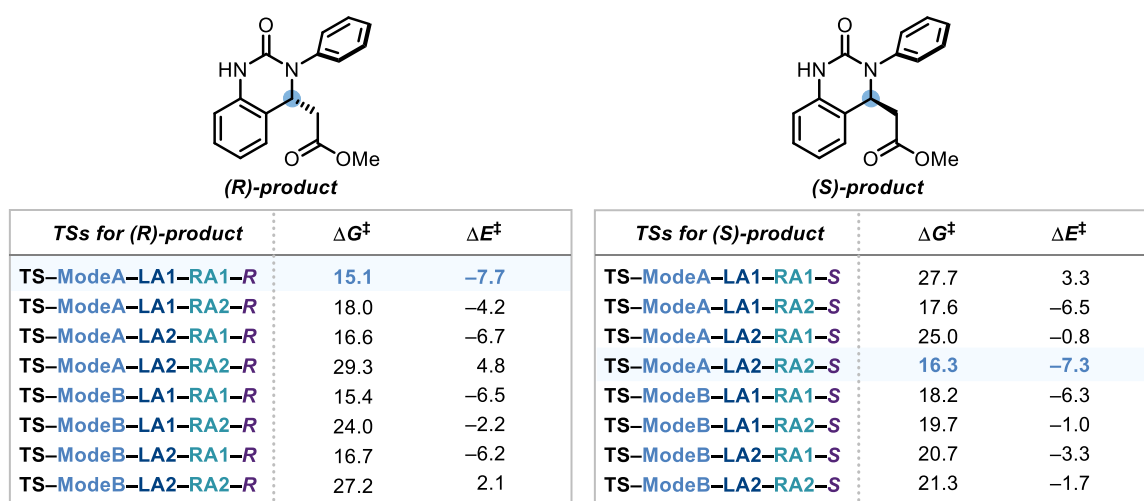 O
HN
N
O
OMe
(R)-product
O
HN
N
O
OMe
(S)-product
TSs for (R)-product ΔG‡ ΔE‡
TS–ModeA–LA1–RA1–R 15.1 –7.7
TS–ModeA–LA1–RA2–R 18.0 –4.2
TS–ModeA–LA2–RA1–R 16.6 –6.7
TS–ModeA–LA2–RA2–R 29.3 4.8
TS–ModeB–LA1–RA1–R 15.4 –6.5
TS–ModeB–LA1–RA2–R 24.0 –2.2
TS–ModeB–LA2–RA1–R 16.7 –6.2
TS–ModeB–LA2–RA2–R 27.2 2.1
TSs for (S)-product ΔG‡ ΔE‡
TS–ModeA–LA1–RA1–S 27.7 3.3
TS–ModeA–LA1–RA2–S 17.6 –6.5
TS–ModeA–LA2–RA1–S 25.0 –0.8
TS–ModeA–LA2–RA2–S 16.3 –7.3
TS–ModeB–LA1–RA1–S 18.2 –6.3
TS–ModeB–LA1–RA2–S 19.7 –1.0
TS–ModeB–LA2–RA1–S 20.7 –3.3
TS–ModeB–LA2–RA2–S 21.3 –1.7